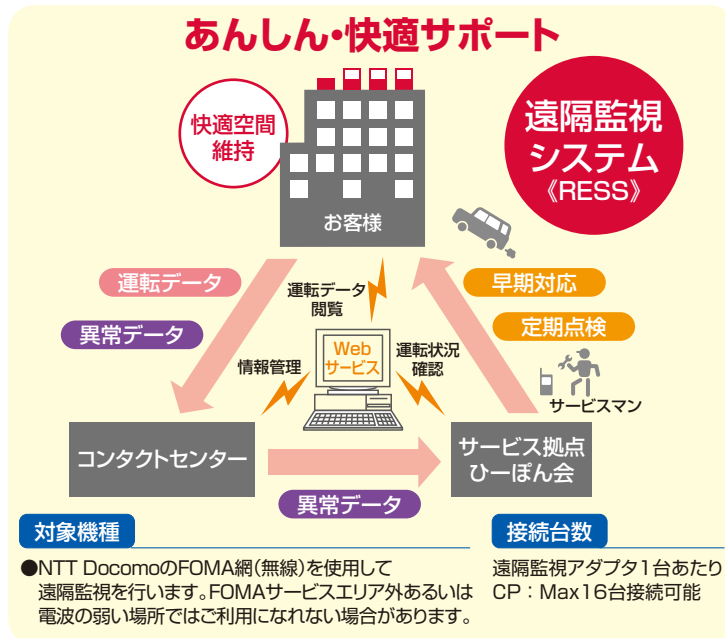 あんしん・快適サポート
快適空間
維持
遠隔監視
システム
《RESS》
お客様
運転データ
異常データ
運転データ
閲覧
早期対応
定期点検
Web
サービス
情報管理
運転状況
確認
サービスマン
コンタクトセンター
サービス拠点
ひーぽん会
異常データ
対象機種
●NTT DocomoのFOMA網(無線)を使用して
遠隔監視を行います。FOMAサービスエリア外あるいは
電波の弱い場所ではご利用になれない場合があります。
接続台数
遠隔監視アダプタ1台あたり
CP：Max16台接続可能